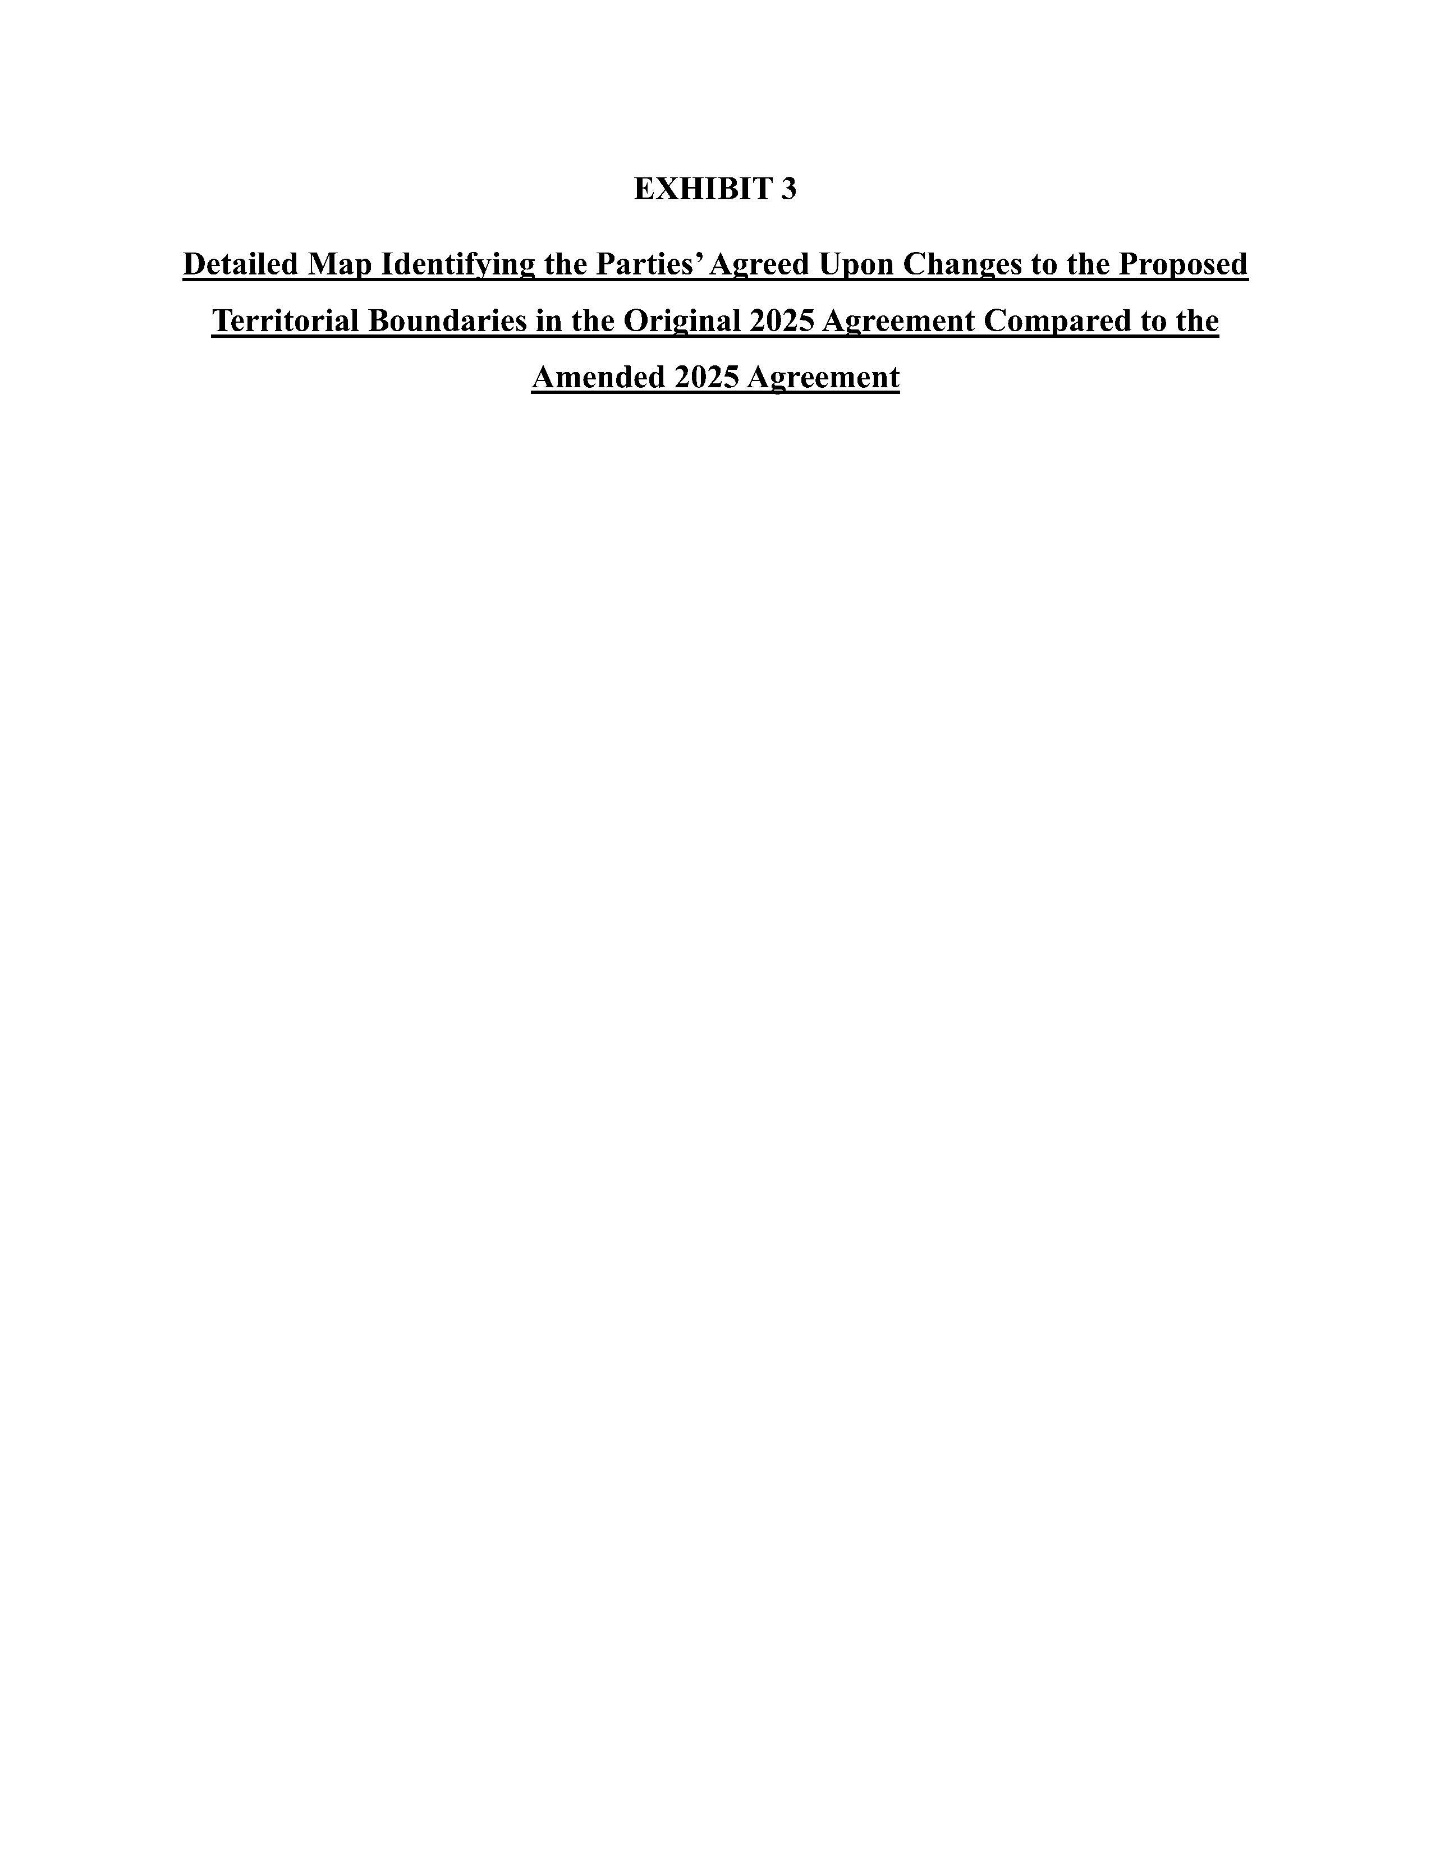 EXHIBIT 3
Detailed Map Identifying the Parties’ Agreed Upon Changes to the Proposed
Territorial Boundaries in the Original 2025 Agreement Compared to the
Amended 2025 Agreement